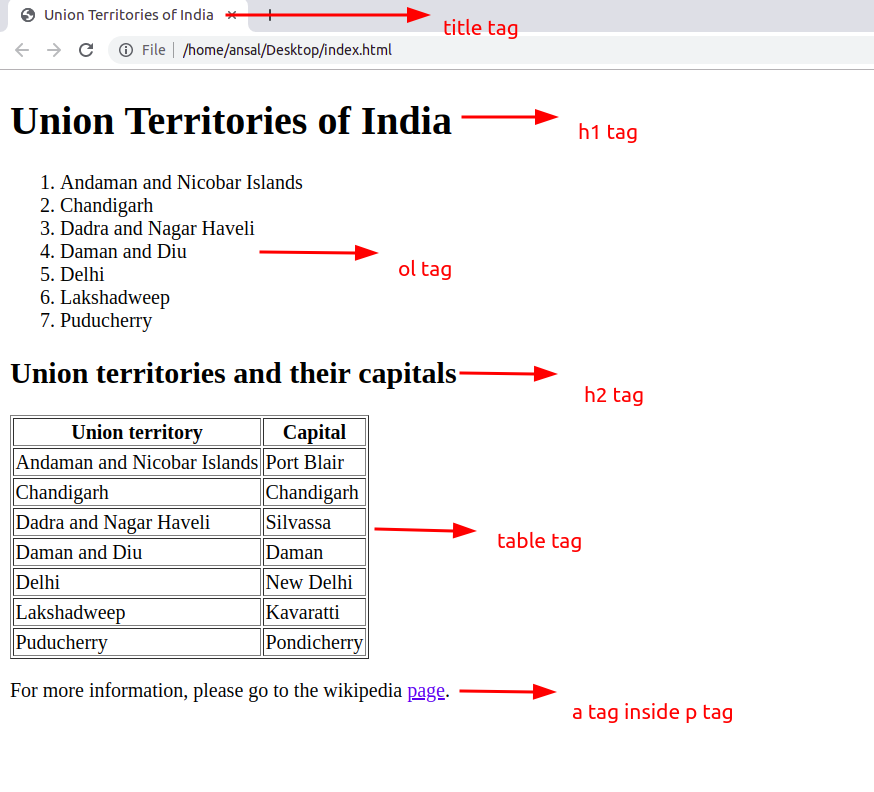 Union Territories of India
title tag
File | /home/ansal/Desktop/index.html
Union Territories of India
h1 tag
1. Andaman and Nicobar Islands
2. Chandigarh
3. Dadra and Nagar Haveli
4. Daman and Diu
ol tag
5. Delhi
6. Lakshadweep
7. Puducherry
Union territories and their capitals
h2 tag
Union territory Capital
Andaman and Nicobar Islands Port Blair
Chandigarh Chandigarh
Dadra and Nagar Haveli Silvassa
table tag
Daman and Diu Daman
Delhi New Delhi
Lakshadweep Kavaratti
Puducherry Pondicherry
For more information, please go to the wikipedia page.
a tag inside p tag